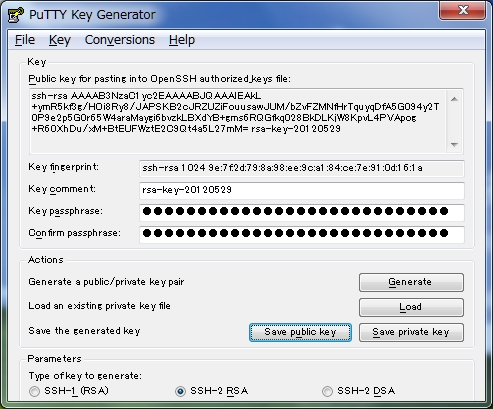 PuTTY Key Generator
File Key Conversions Help
Key
Public key for pasting into OpenSSH authorized_keys file:
ssh-rsa AAAAB3NzaC1yc2EAAAABJQAAAIEAkL
+ymR5kf3g/HOi8Ry8/JAPSKB2cJRZUZiFouusawJUM/bZvFZMNfHrTquyqDfA5G094y2T
0P9e2p5G0r65W4araMaygi6bvzkLBXdYB+gms6RQGfkq028BkDLKjW8KpvL4PVApog
+R6OXhDu/xM+BtEUFWztE2C9Qt4a5L27mM= rsa-key-20120529
Key fingerprint: ssh-rsa 1024 9e:7f:2d:79:8a:98:ee:9c:a1:84:ce:7e:91:0d:16:1a
Key comment: rsa-key-20120529
Key passphrase:
Confirm passphrase:
Actions
Generate a public/private key pair Generate
Load an existing private key file Load
Save the generated key Save public key Save private key
Parameters
Type of key to generate:
SSH-1 (RSA) SSH-2 RSA SSH-2 DSA